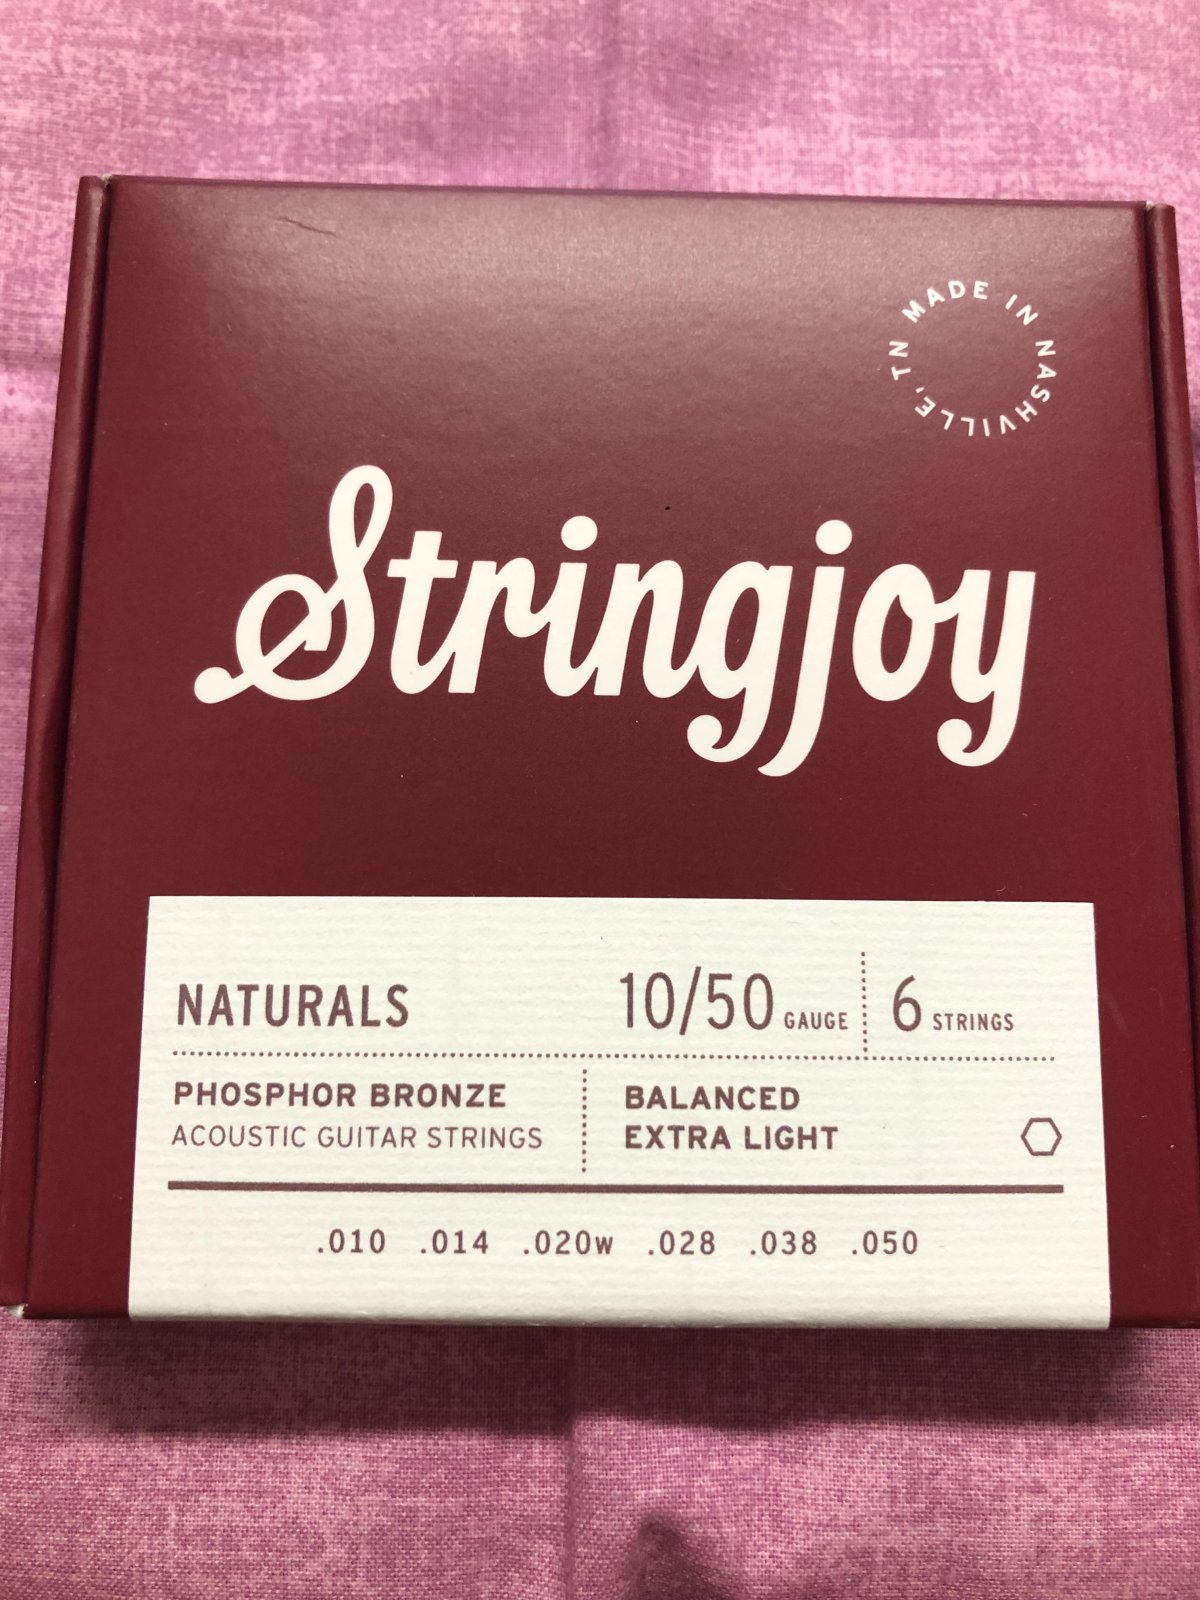 MADE IN NASHVILLE, TN
Stringjoy
NATURALS
10/50 GAUGE
6 STRINGS
PHOSPHOR BRONZE
ACOUSTIC GUITAR STRINGS
BALANCED
EXTRA LIGHT
.010 .014 .020w .028 .038 .050